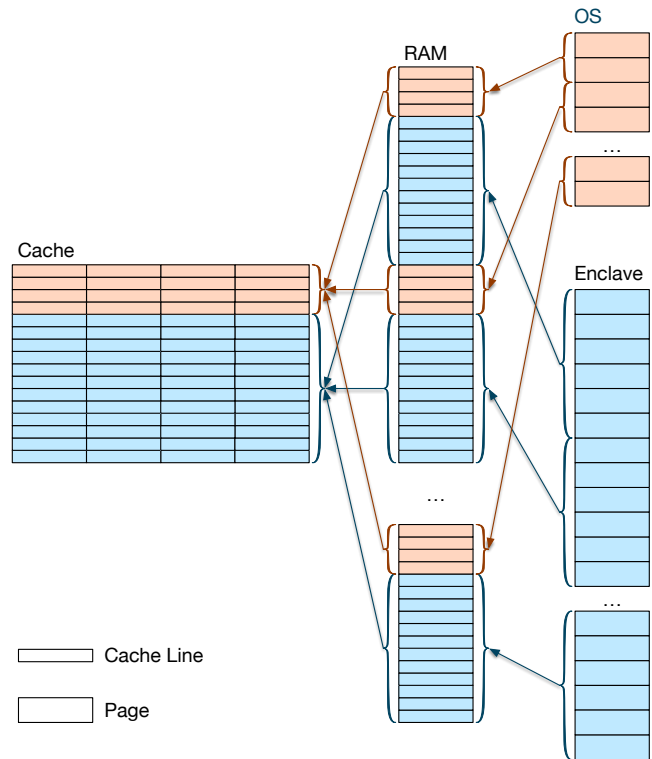 OS
RAM
...
Cache
Enclave
...
...
Cache Line
Page